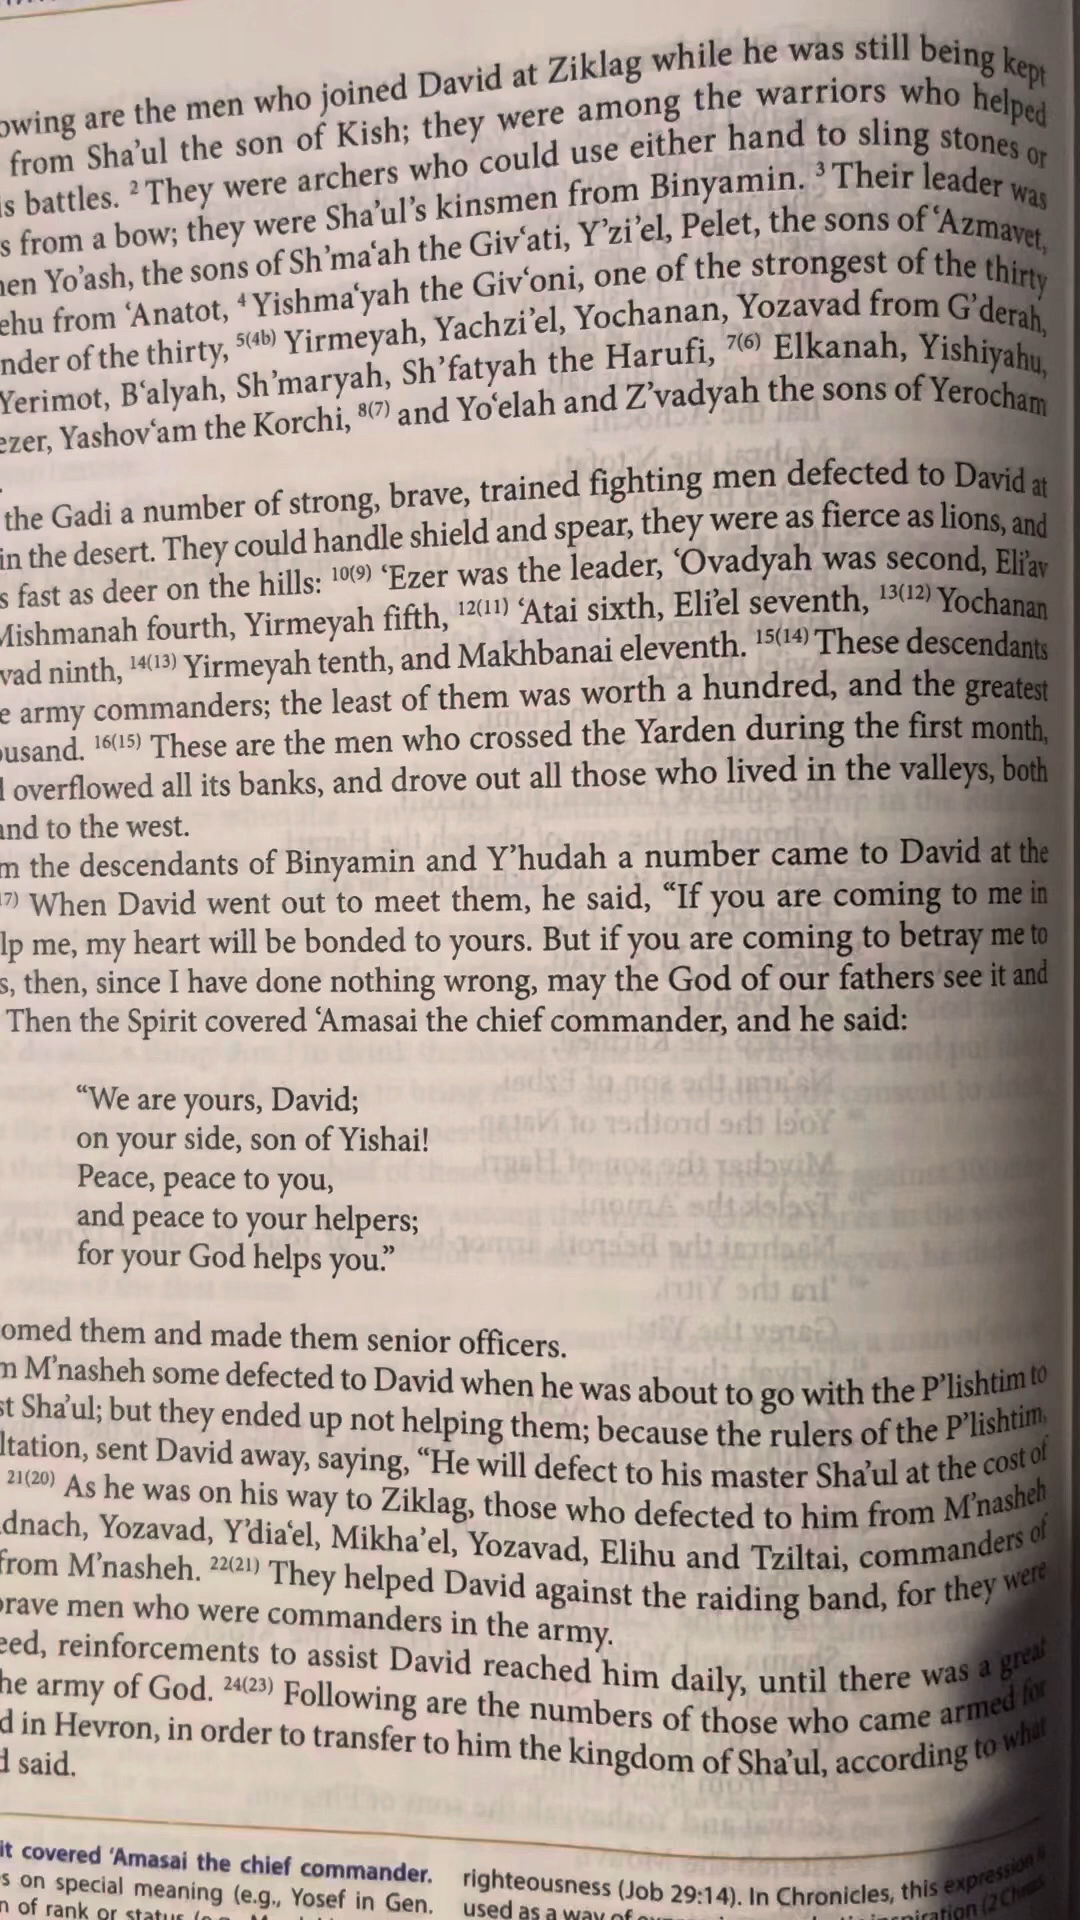 owing are the men who joined David at Ziklag while he was still being kept
from Sha'ul the son of Kish; they were among the warriors who helped
is battles. 2 They were archers who could use either hand to sling stones or
s from a bow; they were Sha'ul's kinsmen from Binyamin. 3 Their leader was
en Yo'ash, the sons of Sh'ma‘ah the Giv‘ati, Y'zi'el, Pelet, the sons of ‘Azmavet,
ehu from ‘Anatot, 4 Yishma‘yah the Giv‘oni, one of the strongest of the thirty
nder of the thirty, 5(4b) Yirmeyah, Yachzi'el, Yochanan, Yozavad from G'derah,
Yerimot, B‘alyah, Sh'maryah, Sh'fatyah the Harufi, 7(6) Elkanah, Yishiyahu,
ezer, Yashov‘am the Korchi, 8(7) and Yo‘elah and Z'vadyah the sons of Yerocham
the Gadi a number of strong, brave, trained fighting men defected to David at
in the desert. They could handle shield and spear, they were as fierce as lions, and
s fast as deer on the hills: 10(9) ‘Ezer was the leader, ‘Ovadyah was second, Eli'av
Mishmanah fourth, Yirmeyah fifth, 12(11) ‘Atai sixth, Eli'el seventh, 13(12) Yochanan
vad ninth, 14(13) Yirmeyah tenth, and Makhbanai eleventh. 15(14) These descendants
e army commanders; the least of them was worth a hundred, and the greatest
ousand. 16(15) These are the men who crossed the Yarden during the first month,
overflowed all its banks, and drove out all those who lived in the valleys, both
and to the west.
m the descendants of Binyamin and Y'hudah a number came to David at the
17) When David went out to meet them, he said, “If you are coming to me in
lp me, my heart will be bonded to yours. But if you are coming to betray me to
s, then, since I have done nothing wrong, may the God of our fathers see it and
Then the Spirit covered ‘Amasai the chief commander, and he said:
“We are yours, David;
on your side, son of Yishai!
Peace, peace to you,
and peace to your helpers;
for your God helps you.”
omed them and made them senior officers.
m M'nasheh some defected to David when he was about to go with the P'lishtim to
st Sha'ul; but they ended up not helping them; because the rulers of the P'lishtim,
ltation, sent David away, saying, “He will defect to his master Sha'ul at the cost of
21(20) As he was on his way to Ziklag, those who defected to him from M'nasheh
dnach, Yozavad, Y'dia‘el, Mikha'el, Yozavad, Elihu and Tziltai, commanders of
from M'nasheh. 22(21) They helped David against the raiding band, for they were
brave men who were commanders in the army.
eed, reinforcements to assist David reached him daily, until there was a great
he army of God. 24(23) Following are the numbers of those who came armed for
d in Hevron, in order to transfer to him the kingdom of Sha'ul, according to what
d said.
it covered ‘Amasai the chief commander.
s on special meaning (e.g., Yosef in Gen.
n of rank or status
righteousness (Job 29:14). In Chronicles, this expression is
used as a way of